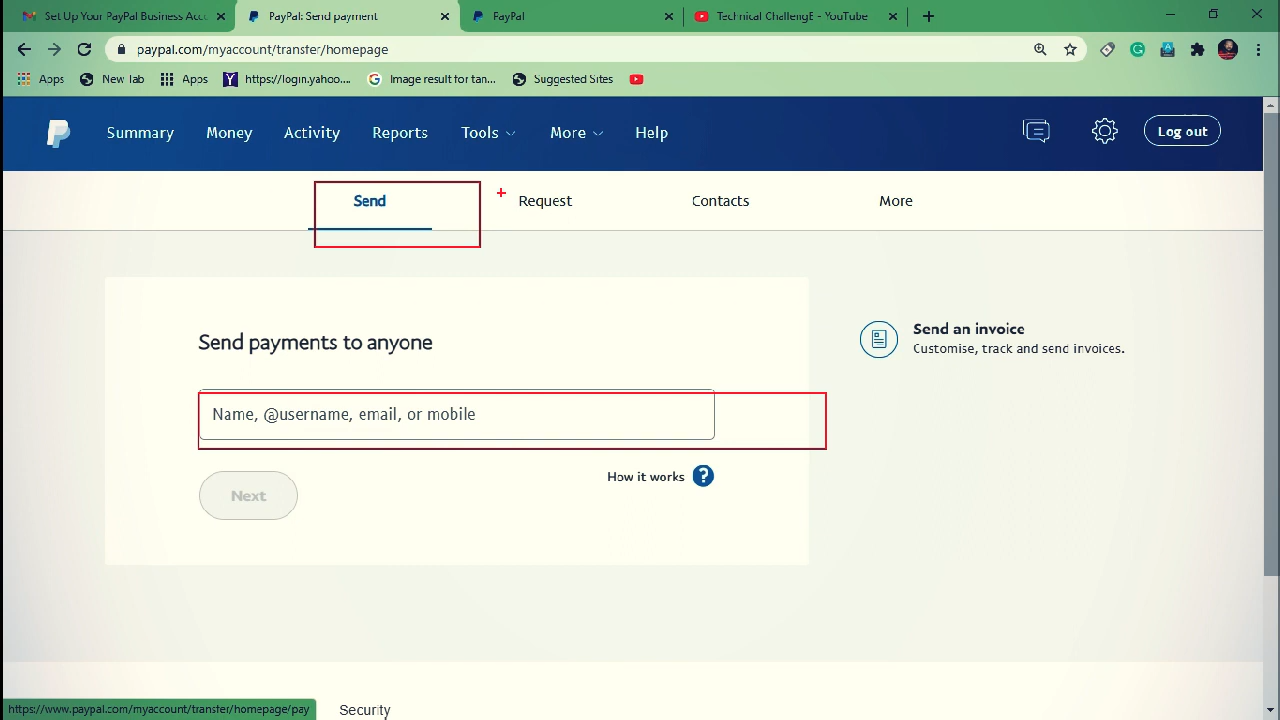 Set Up Your PayPal Business Acco
PayPal: Send payment
PayPal
Technical ChallengE - YouTube
paypal.com/myaccount/transfer/homepage
Apps
New Tab
Apps
https://login.yahoo....
Image result for tan...
Suggested Sites
Summary
Money
Activity
Reports
Tools
More
Help
Log out
Send
Request
Contacts
More
Send payments to anyone
Send an invoice
Customise, track and send invoices.
Name, @username, email, or mobile
How it works ?
Next
https://www.paypal.com/myaccount/transfer/homepage/pay
Security